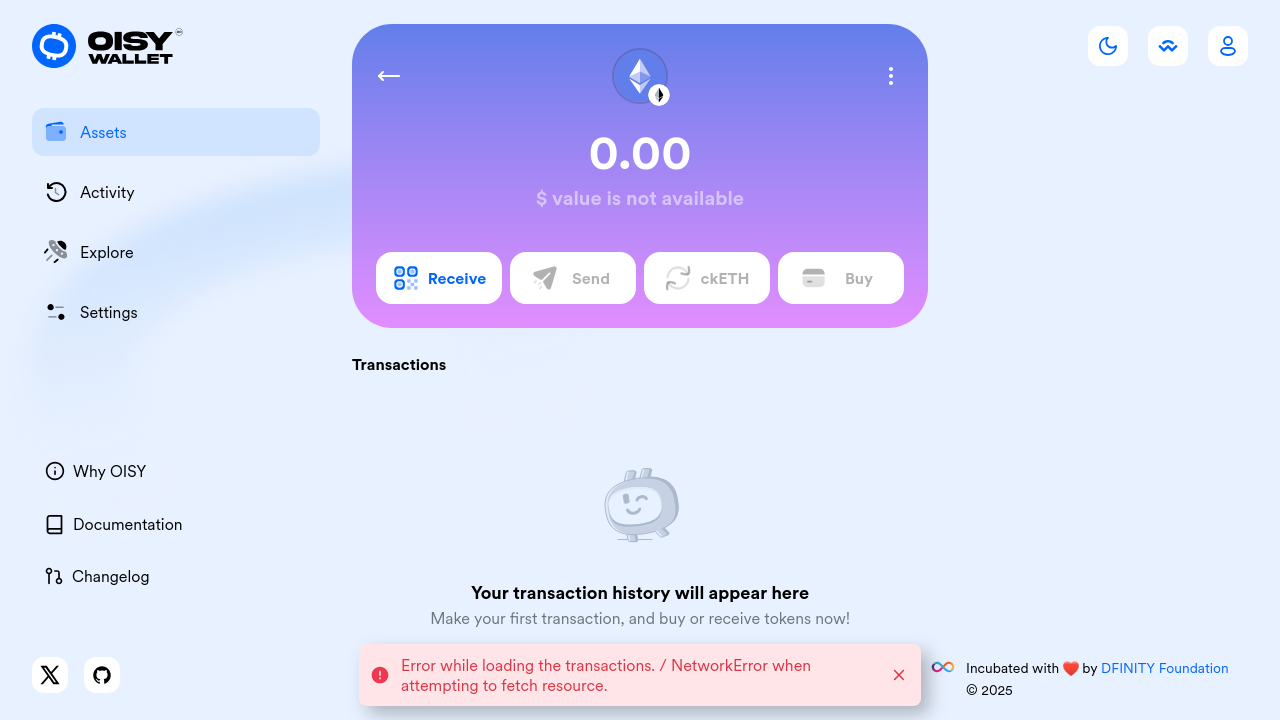 OISY
WALLET
Assets
Activity
Explore
Settings
Why OISY
Documentation
Changelog
0.00
$ value is not available
Receive
Send
ckETH
Buy
Transactions
Your transaction history will appear here
Make your first transaction, and buy or receive tokens now!
Error while loading the transactions. / NetworkError when
attempting to fetch resource.
Incubated with ❤️ by DFINITY Foundation
© 2025